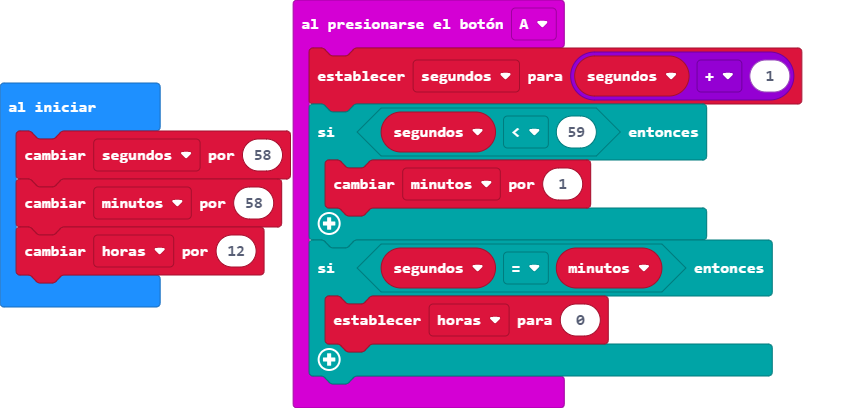 al iniciar
cambiar segundos por 58
cambiar minutos por 58
cambiar horas por 12
al presionarse el botón A
establecer segundos para segundos + 1
si segundos < 59 entonces
cambiar minutos por 1
si segundos = minutos entonces
establecer horas para 0